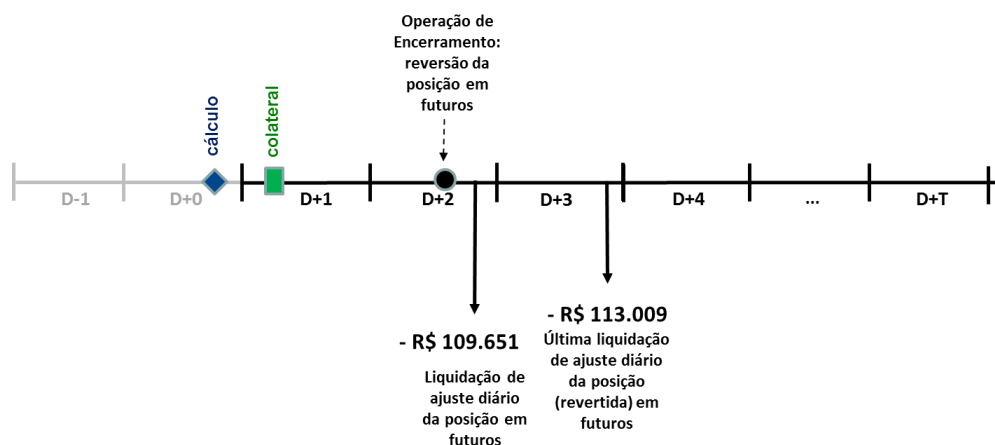 Operação de
Encerramento:
reversão da
posição em
futuros
cálculo
colateral
D-1
D+0
D+1
D+2
D+3
D+4
...
D+T
- R$ 109.651
Liquidação de
ajuste diário
da posição em
futuros
- R$ 113.009
Última liquidação
de ajuste diário
da posição
(revertida) em
futuros